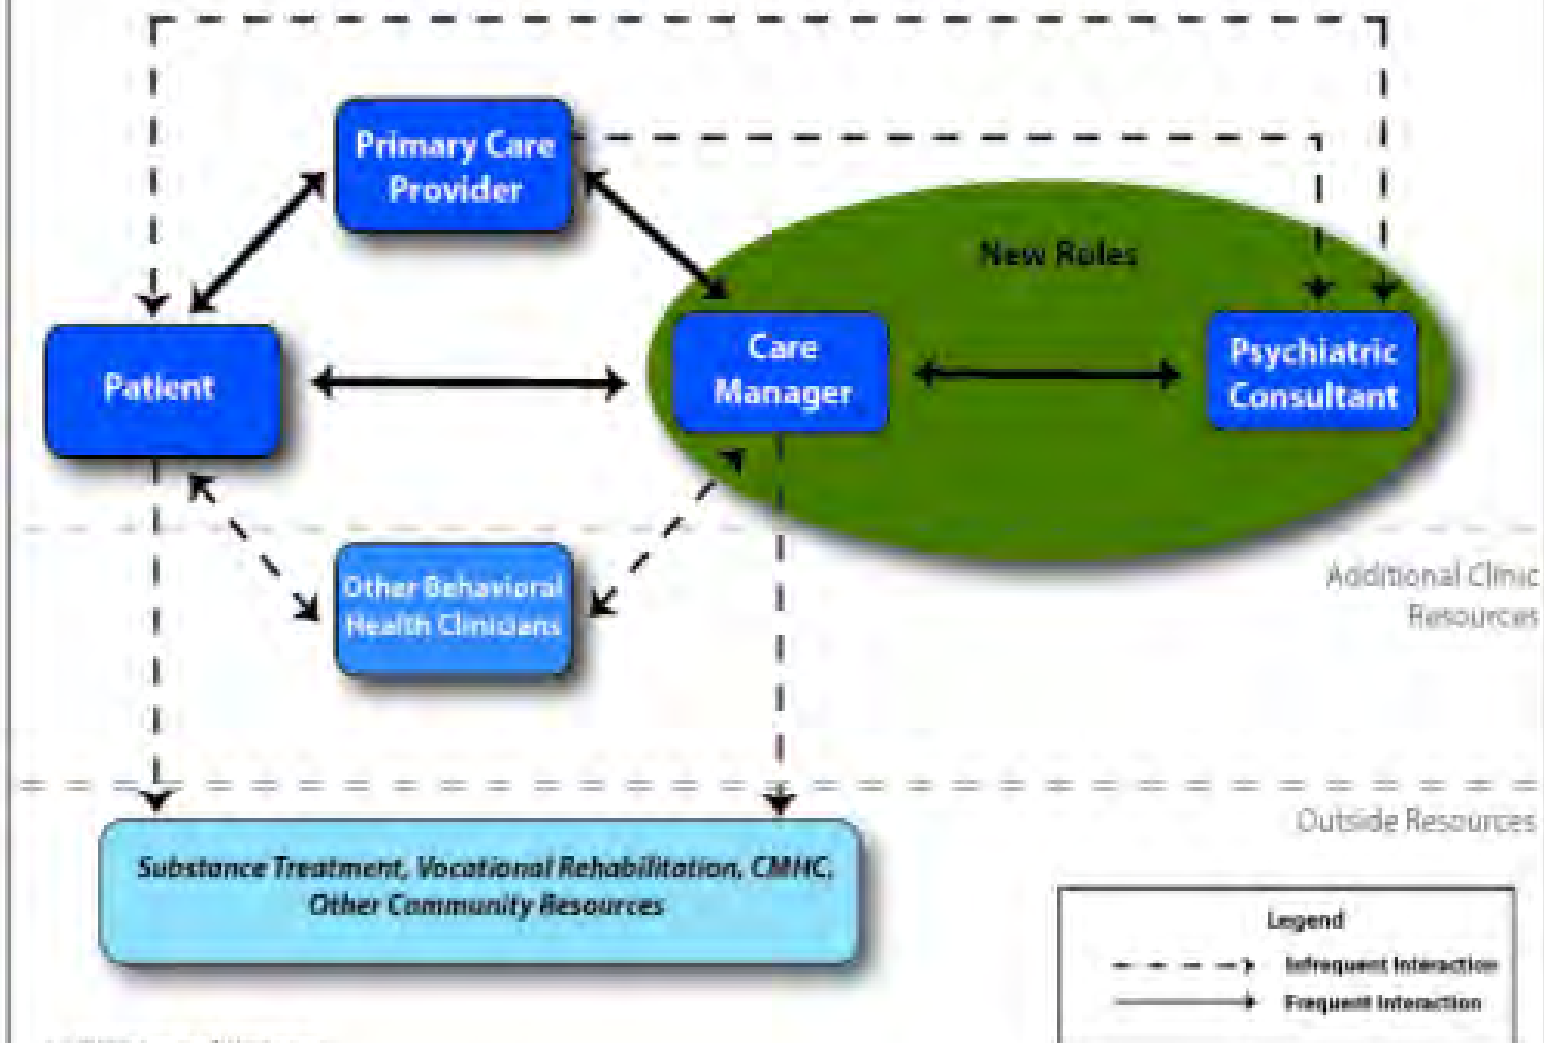 Primary Care
Provider
New Roles
Patient
Care
Manager
Psychiatric
Consultant
Other Behavioral
Health Clinicians
Additional Clinic
Resources
Outside Resources
Substance Treatment, Vocational Rehabilitation, CMHC,
Other Community Resources
Legend
Infrequent Interaction
Frequent Interaction